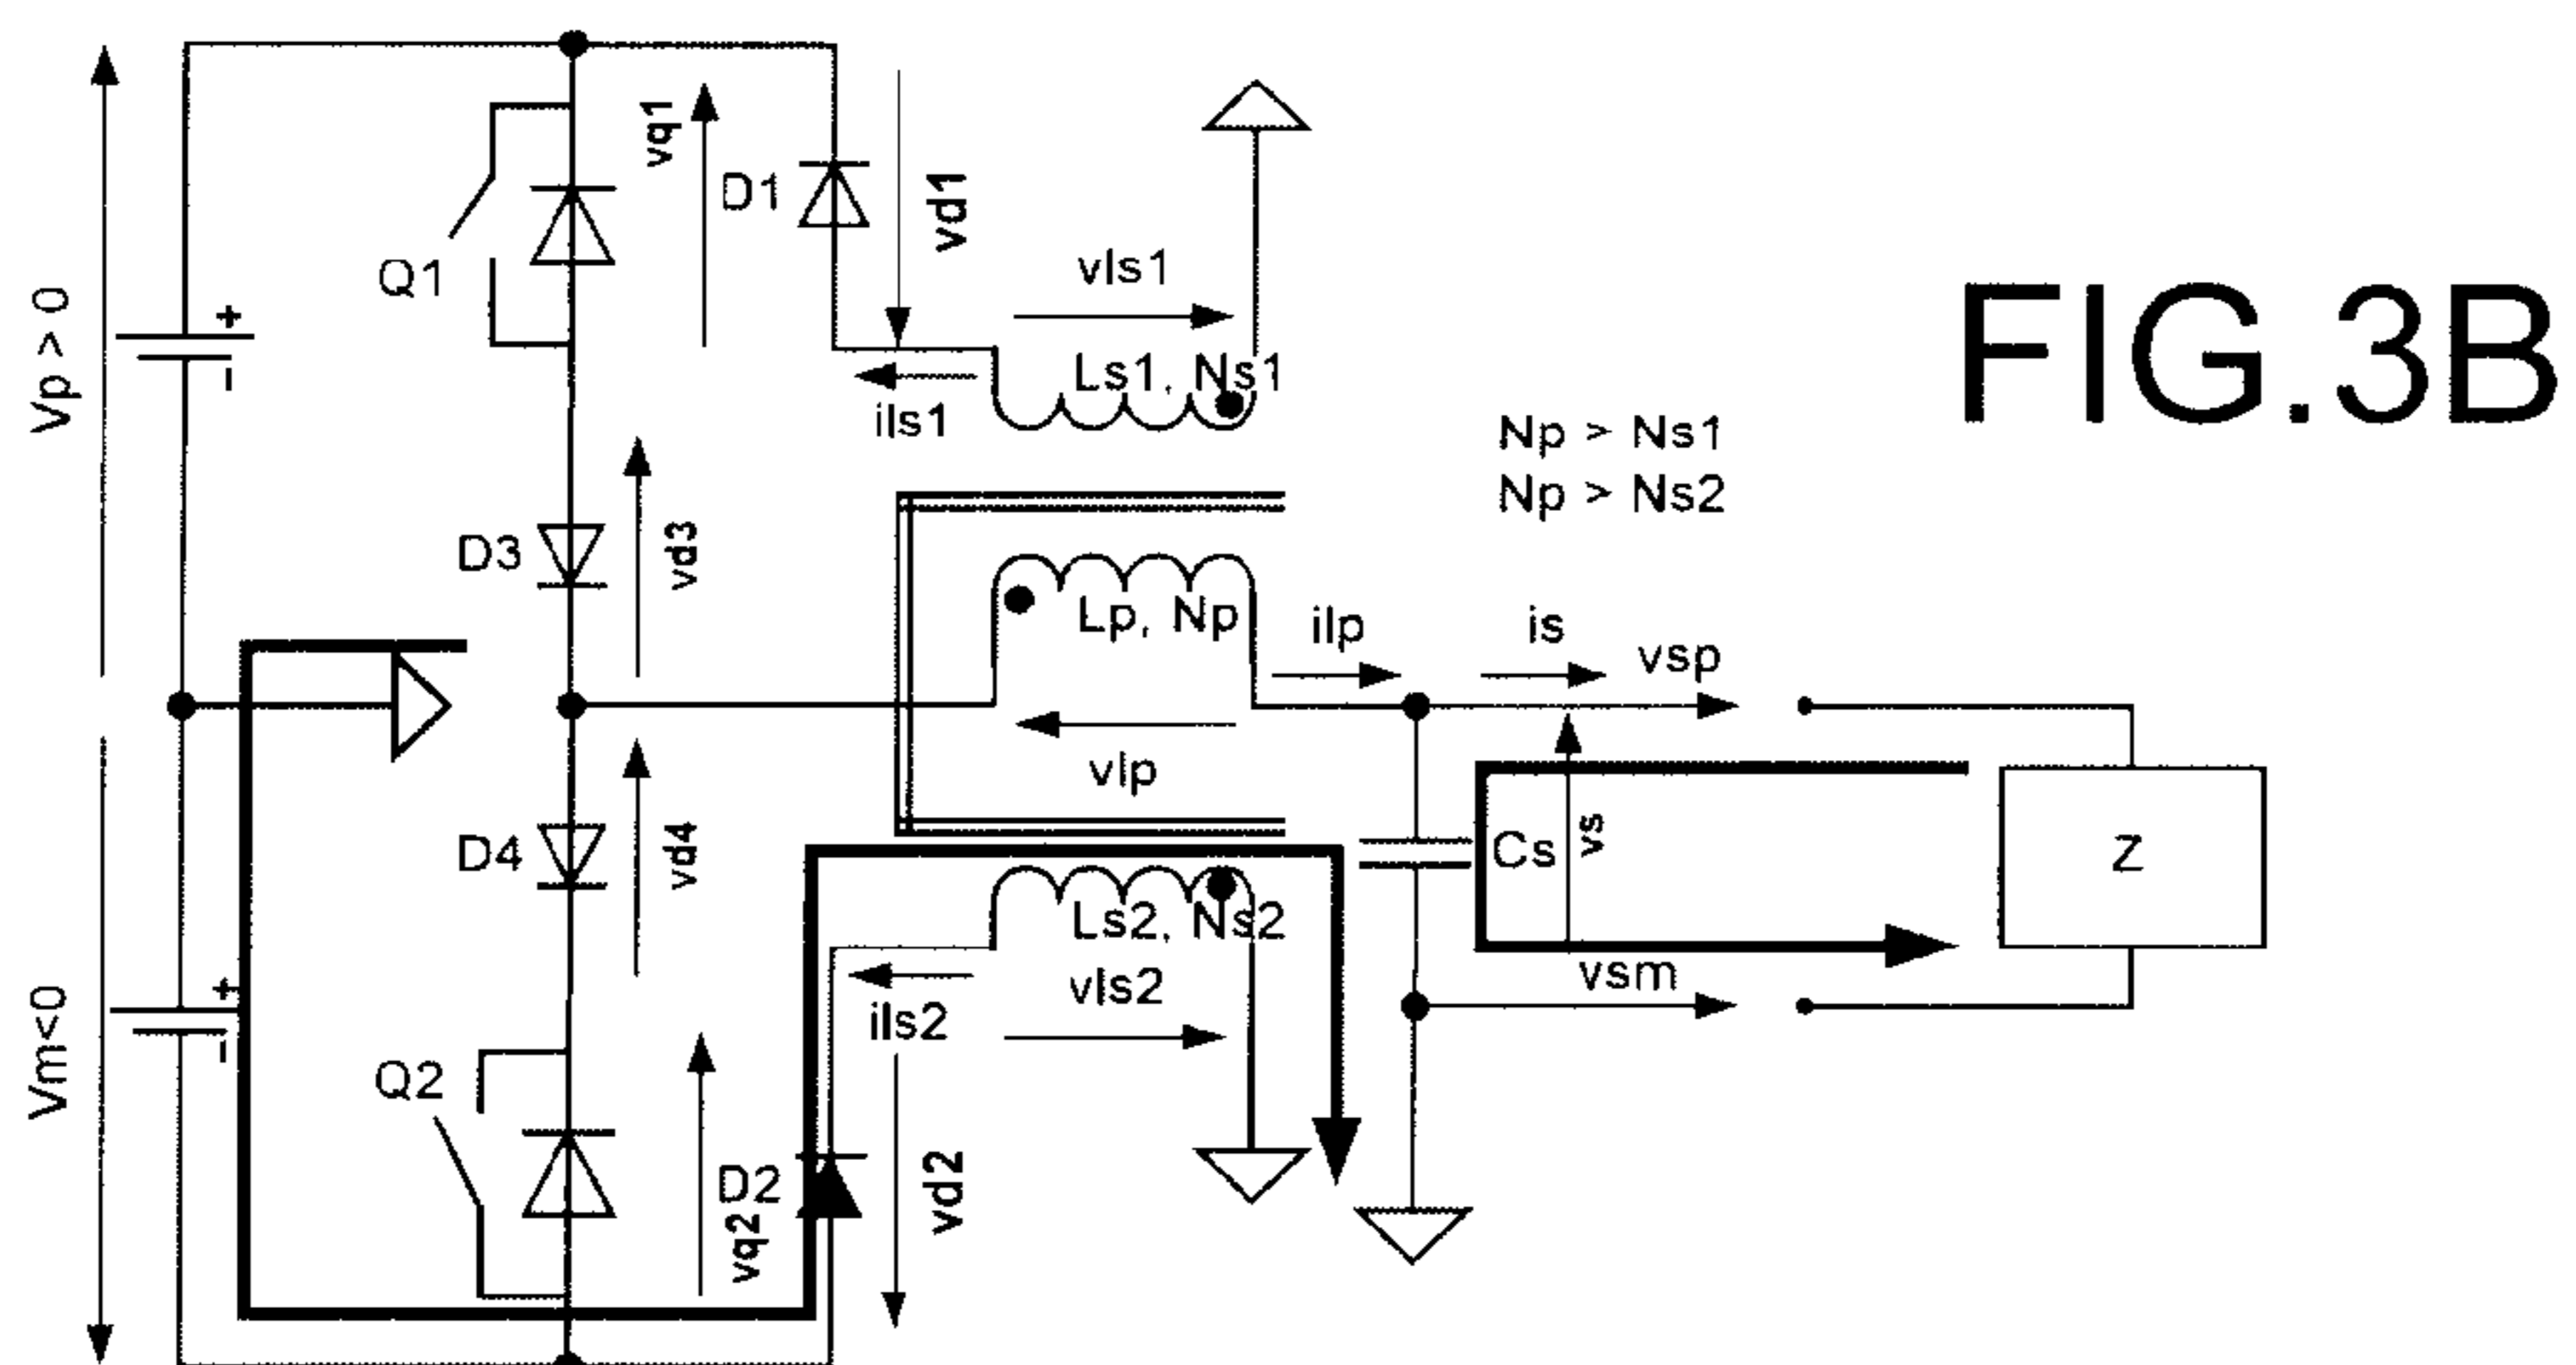 vq1
D1
vd1
Q1
vls1
Vp > 0
+
-
Ls1, Ns1
ils1
FIG.3B
Np > Ns1
Np > Ns2
D3
vd3
Lp, Np
ilp
is
vsp
vlp
D4
vd4
Cs
vs
Z
Ls2, Ns2
vsm
Vm<0
+
-
ils2
vls2
Q2
D2
vq2
vd2